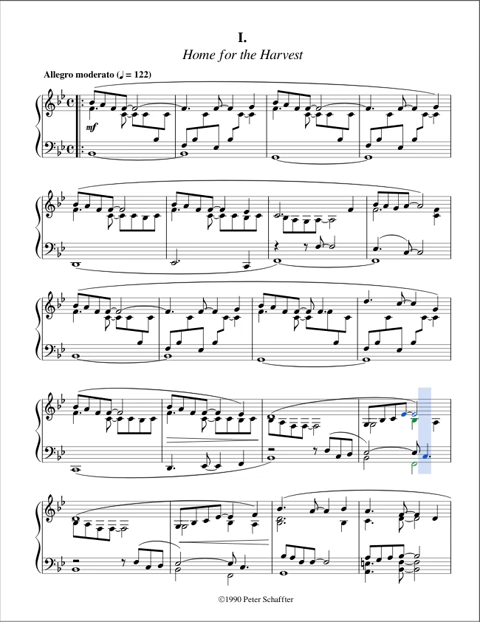 I.
Home for the Harvest
Allegro moderato (♩ = 122)
mf
©1990 Peter Schaffter